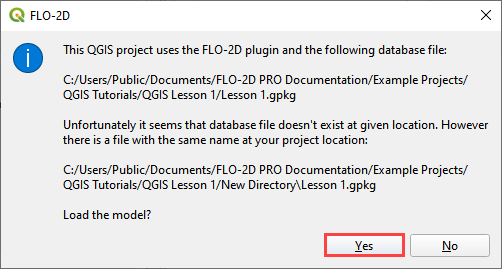 FLO-2D
This QGIS project uses the FLO-2D plugin and the following database file:
C:/Users/Public/Documents/FLO-2D PRO Documentation/Example Projects/
QGIS Tutorials/QGIS Lesson 1/Lesson 1.gpkg
Unfortunately it seems that database file doesn't exist at given location. However
there is a file with the same name at your project location:
C:/Users/Public/Documents/FLO-2D PRO Documentation/Example Projects/
QGIS Tutorials/QGIS Lesson 1/New Directory\Lesson 1.gpkg
Load the model?
Yes
No